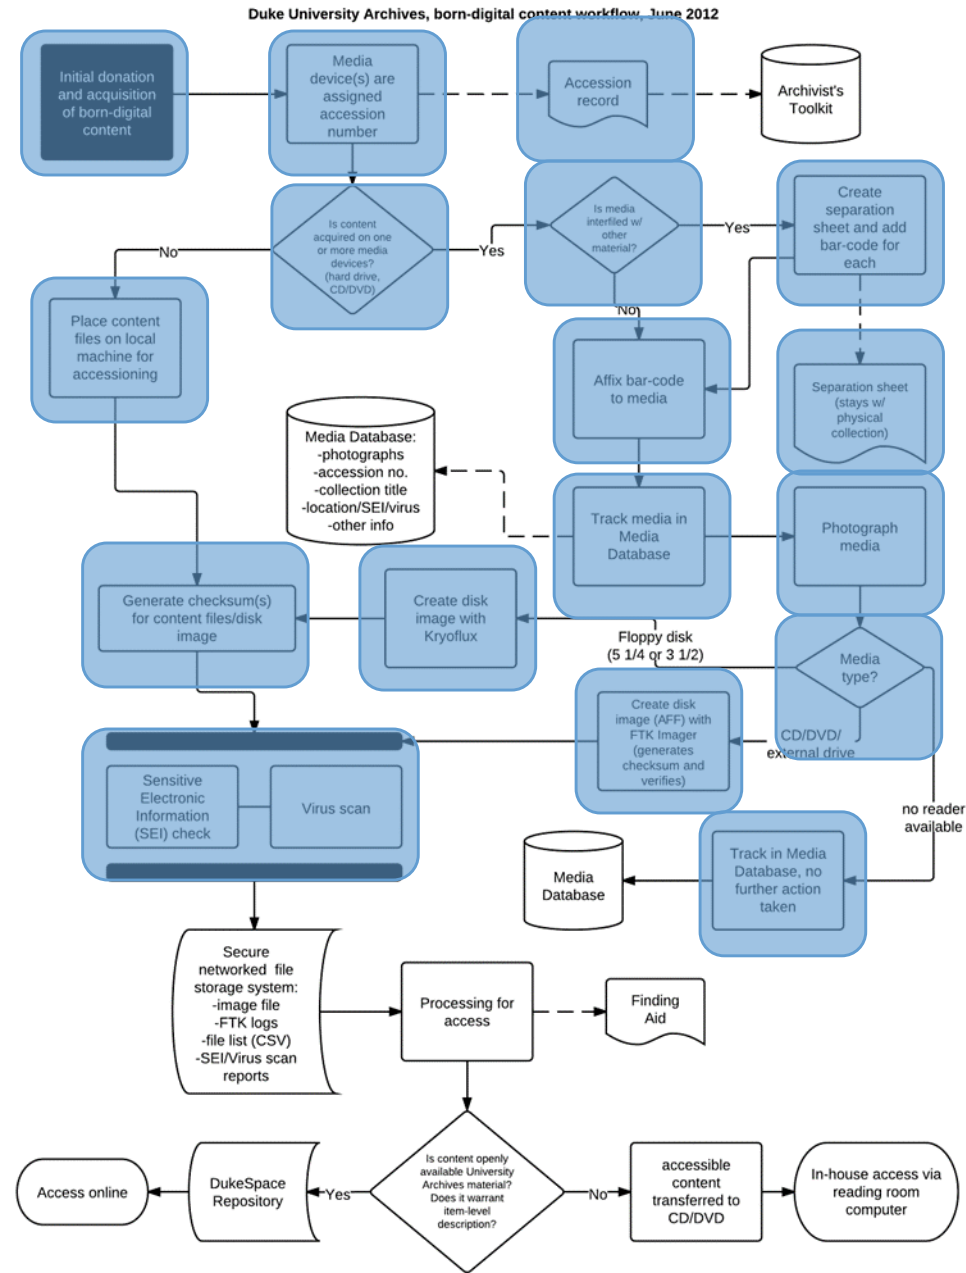 Duke University Archives, born-digital content workflow, June 2012
Initial donation
and acquisition
of born-digital
content
Media
device(s) are
assigned
accession
number
Accession
record
Archivist's
Toolkit
Is content
acquired on one
or more media
devices?
(hard drive,
CD/DVD)
No
Yes
Is media
interfiled w/
other
material?
Yes
No
Create
separation
sheet and add
bar-code for
each
Place content
files on local
machine for
accessioning
Affix bar-code
to media
Separation sheet
(stays w/
physical
collection)
Media Database:
-photographs
-accession no.
-collection title
-location/SEI/virus
-other info
Track media in
Media
Database
Photograph
media
Generate checksum(s)
for content files/disk
image
Create disk
image with
Kryoflux
Floppy disk
(5 1/4 or 3 1/2)
Media
type?
Create disk
image (AFF) with
FTK Imager
(generates
checksum and
verifies)
CD/DVD/
external drive
Sensitive
Electronic
Information
(SEI) check
Virus scan
no reader
available
Track in Media
Database, no
further action
taken
Media
Database
Secure
networked file
storage system:
-image file
-FTK logs
-file list (CSV)
-SEI/Virus scan
reports
Processing for
access
Finding
Aid
Is content openly
available University
Archives material?
Does it warrant
item-level
description?
Yes
No
DukeSpace
Repository
Access online
accessible
content
transferred to
CD/DVD
In-house access via
reading room
computer